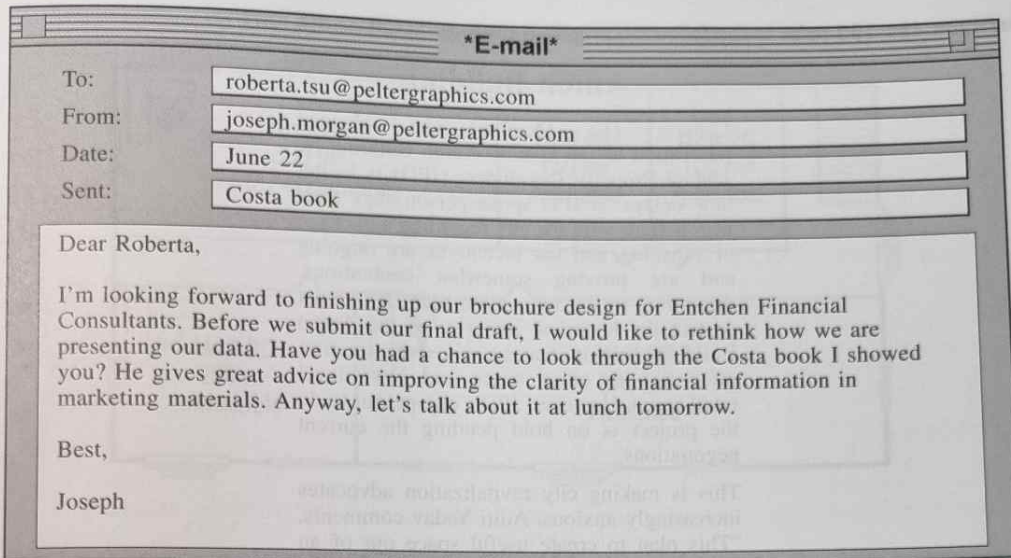 *E-mail*
To: roberta.tsu@peltergraphics.com
From: joseph.morgan@peltergraphics.com
Date: June 22
Sent: Costa book
Dear Roberta,
I'm looking forward to finishing up our brochure design for Entchen Financial
Consultants. Before we submit our final draft, I would like to rethink how we are
presenting our data. Have you had a chance to look through the Costa book I showed
you? He gives great advice on improving the clarity of financial information in
marketing materials. Anyway, let's talk about it at lunch tomorrow.
Best,
Joseph